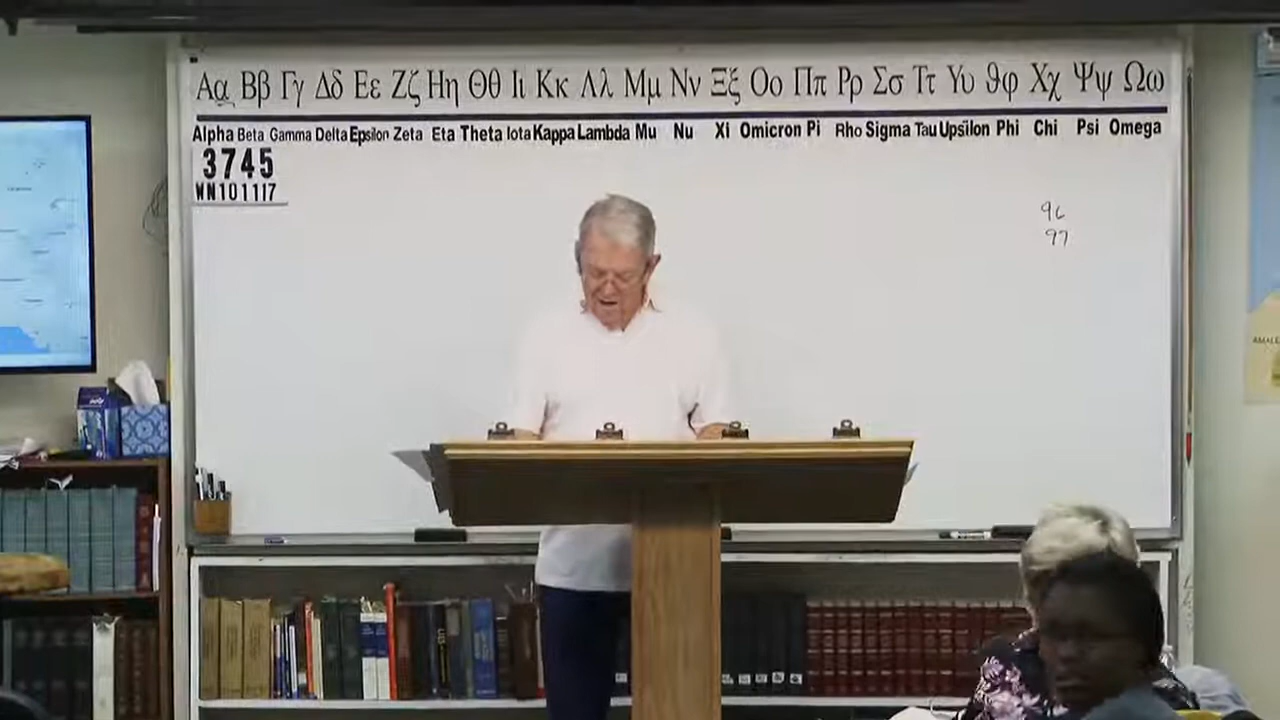 Αα Ββ Γγ Δδ Εε Ζζ Ηη Θθ Ιι Κκ Λλ Μμ Νν Ξξ Οο Ππ Ρρ Σσ Ττ Υυ ϑφ Χχ Ψψ Ωω
Alpha Beta Gamma Delta Epsilon Zeta Eta Theta Iota Kappa Lambda Mu Nu Xi Omicron Pi Rho Sigma Tau Upsilon Phi Chi Psi Omega
3745
WN101117
96
97